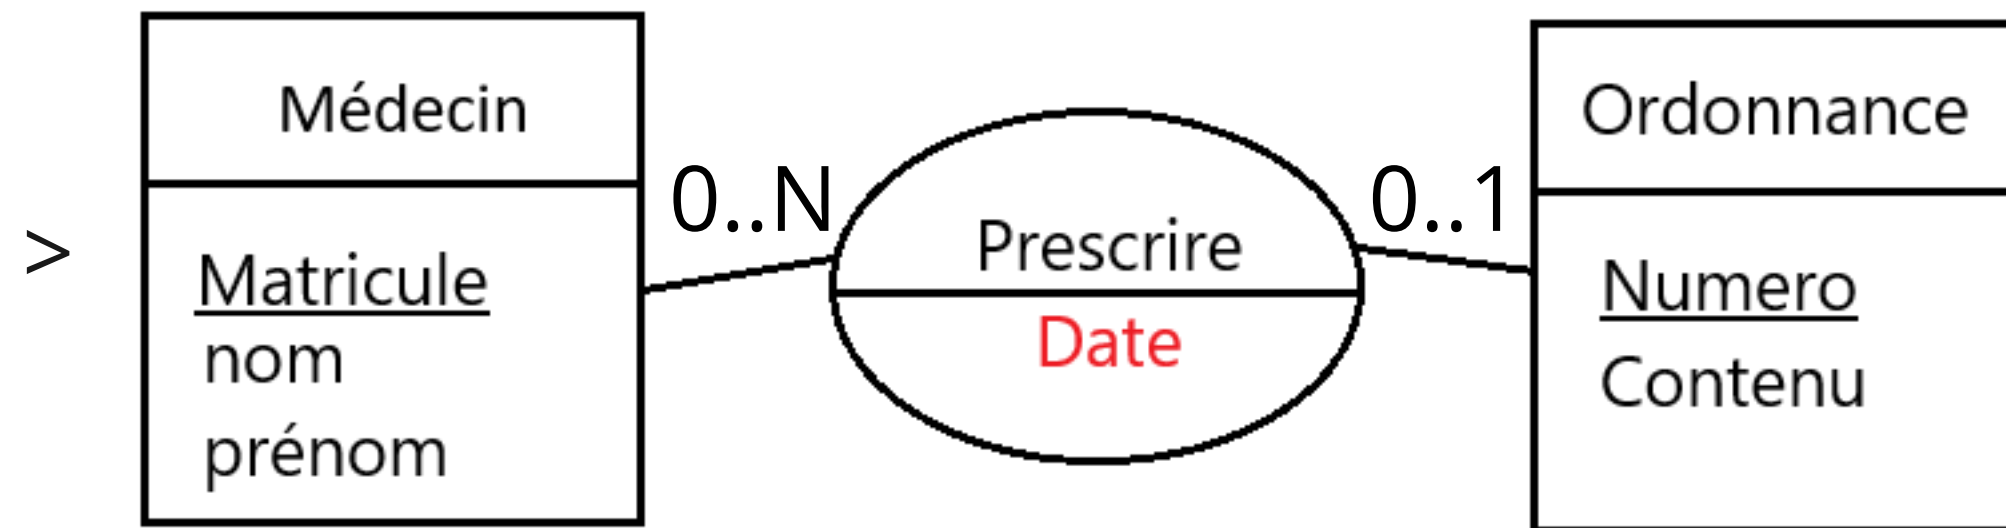 >
Médecin
Matricule
nom
prénom
0..N
Prescrire
Date
0..1
Ordonnance
Numero
Contenu